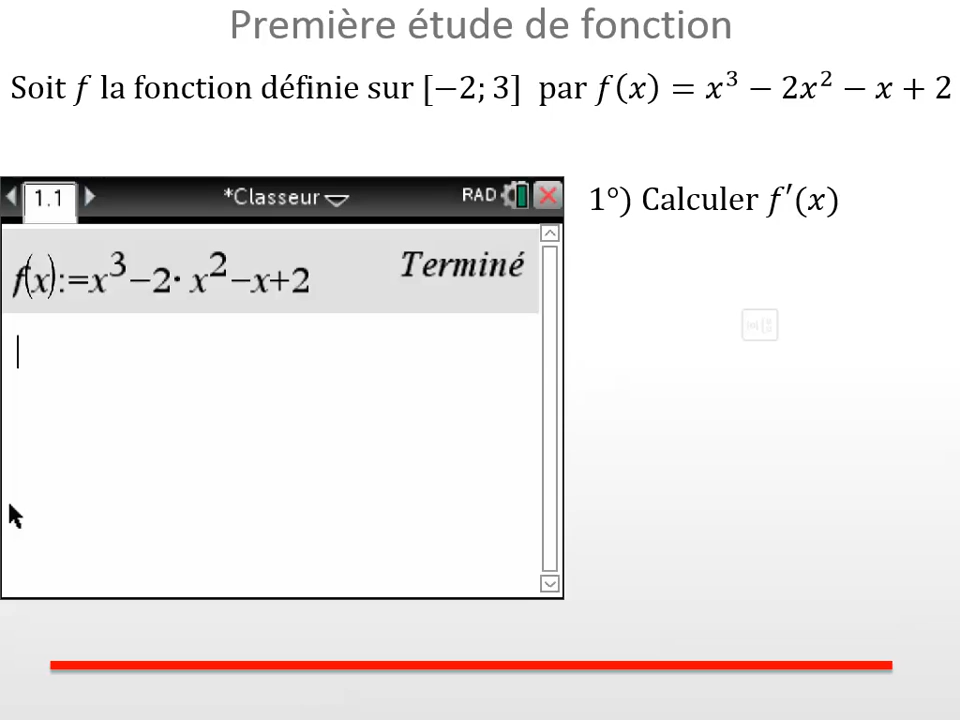 Première étude de fonction
Soit f la fonction définie sur [−2; 3] par f(x) = x³ − 2x² − x + 2
1.1 *Classeur RAD
1°) Calculer f′(x)
f(x):=x³−2· x²−x+2 Terminé